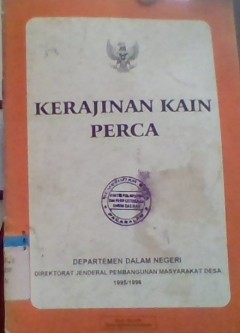 KERAJINAN KAIN
PERCA
DEPARTEMEN DALAM NEGERI
DIREKTORAT JENDERAL PEMBANGUNAN MASYARAKAT DESA
1995/1996